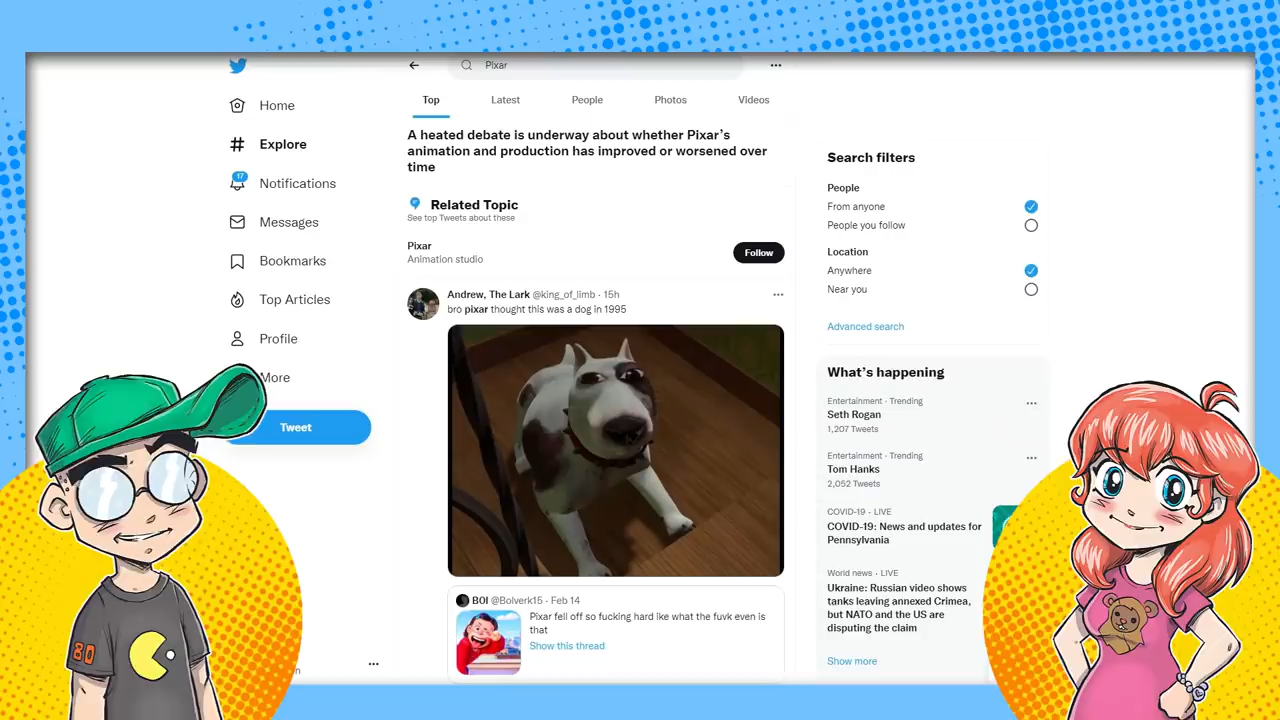 Pixar
17
Home
Explore
Notifications
Messages
Bookmarks
Top Articles
Profile
More
Tweet
Top
Latest
People
Photos
Videos
A heated debate is underway about whether Pixar's
animation and production has improved or worsened over
time
Related Topic
See top Tweets about these
Pixar
Animation studio
Follow
Andrew, The Lark @king_of_limb · 15h
bro pixar thought this was a dog in 1995
BOI @Bolverk15 · Feb 14
Pixar fell off so fucking hard like what the fuvk even is
that
Show this thread
Search filters
People
From anyone
People you follow
Location
Anywhere
Near you
Advanced search
What's happening
Entertainment · Trending
Seth Rogan
1,207 Tweets
Entertainment · Trending
Tom Hanks
2,052 Tweets
COVID-19 · LIVE
COVID-19: News and updates for
Pennsylvania
World news · LIVE
Ukraine: Russian video shows
tanks leaving annexed Crimea,
but NATO and the US are
disputing the claim
Show more
80